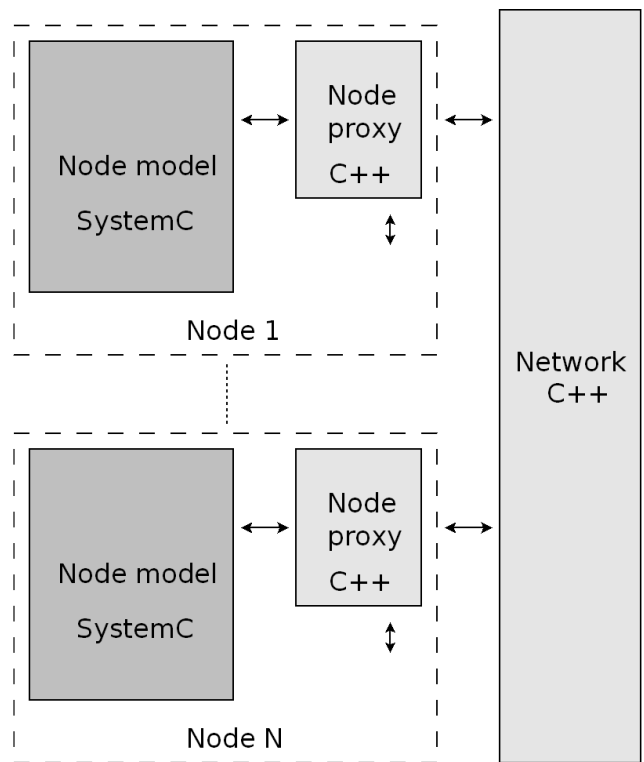 Node model
SystemC
Node
proxy
C++
Node 1
Node model
SystemC
Node
proxy
C++
Node N
Network
C++